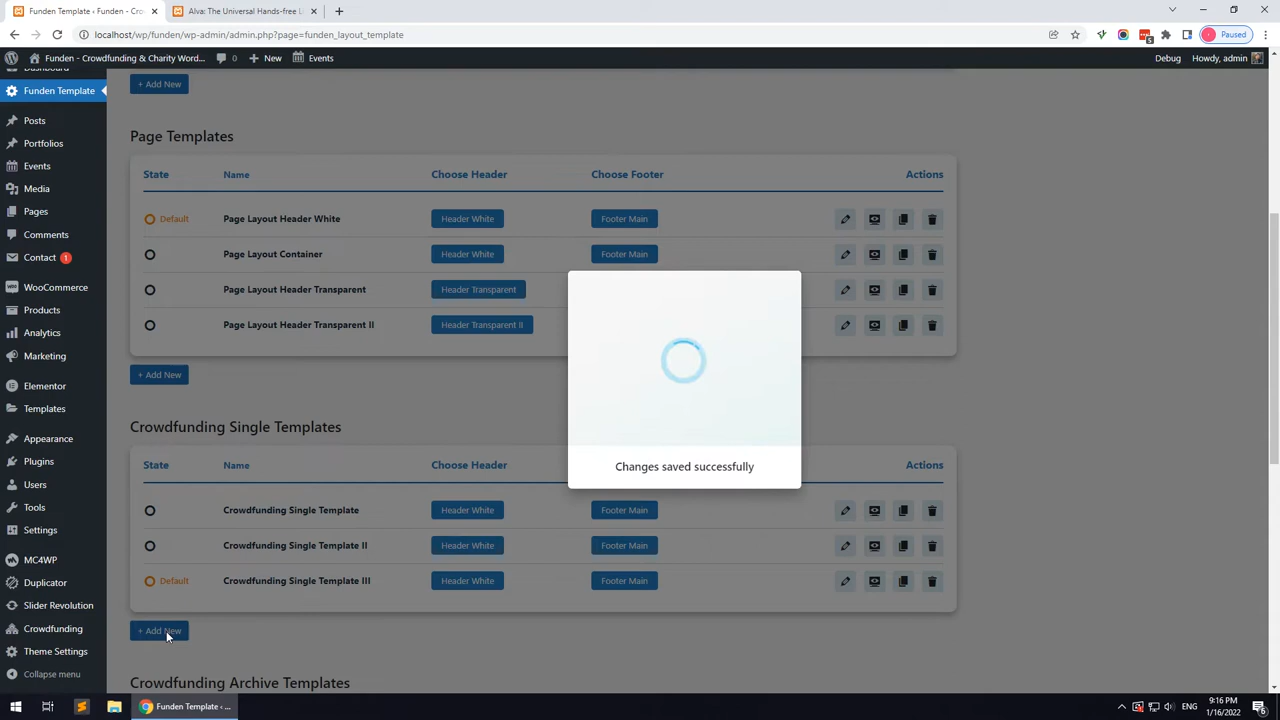 Funden Template ‹ Funden - Cro
Alva: The Universal Hands-free L
localhost/wp/funden/wp-admin/admin.php?page=funden_layout_template
5
Paused
Funden - Crowdfunding & Charity Word...
0
New
Events
Debug
Howdy, admin
Dashboard
Funden Template
Posts
Portfolios
Events
Media
Pages
Comments
Contact 1
WooCommerce
Products
Analytics
Marketing
Elementor
Templates
Appearance
Plugins
Users
Tools
Settings
MC4WP
Duplicator
Slider Revolution
Crowdfunding
Theme Settings
Collapse menu
+ Add New
Page Templates
State Name Choose Header Choose Footer Actions
Default Page Layout Header White Header White Footer Main
Page Layout Container Header White Footer Main
Page Layout Header Transparent Header Transparent
Page Layout Header Transparent II Header Transparent II
+ Add New
Changes saved successfully
Crowdfunding Single Templates
State Name Choose Header Actions
Crowdfunding Single Template Header White Footer Main
Crowdfunding Single Template II Header White Footer Main
Default Crowdfunding Single Template III Header White Footer Main
+ Add New
Crowdfunding Archive Templates
Funden Template ‹ ...
ENG
9:16 PM
1/16/2022
6